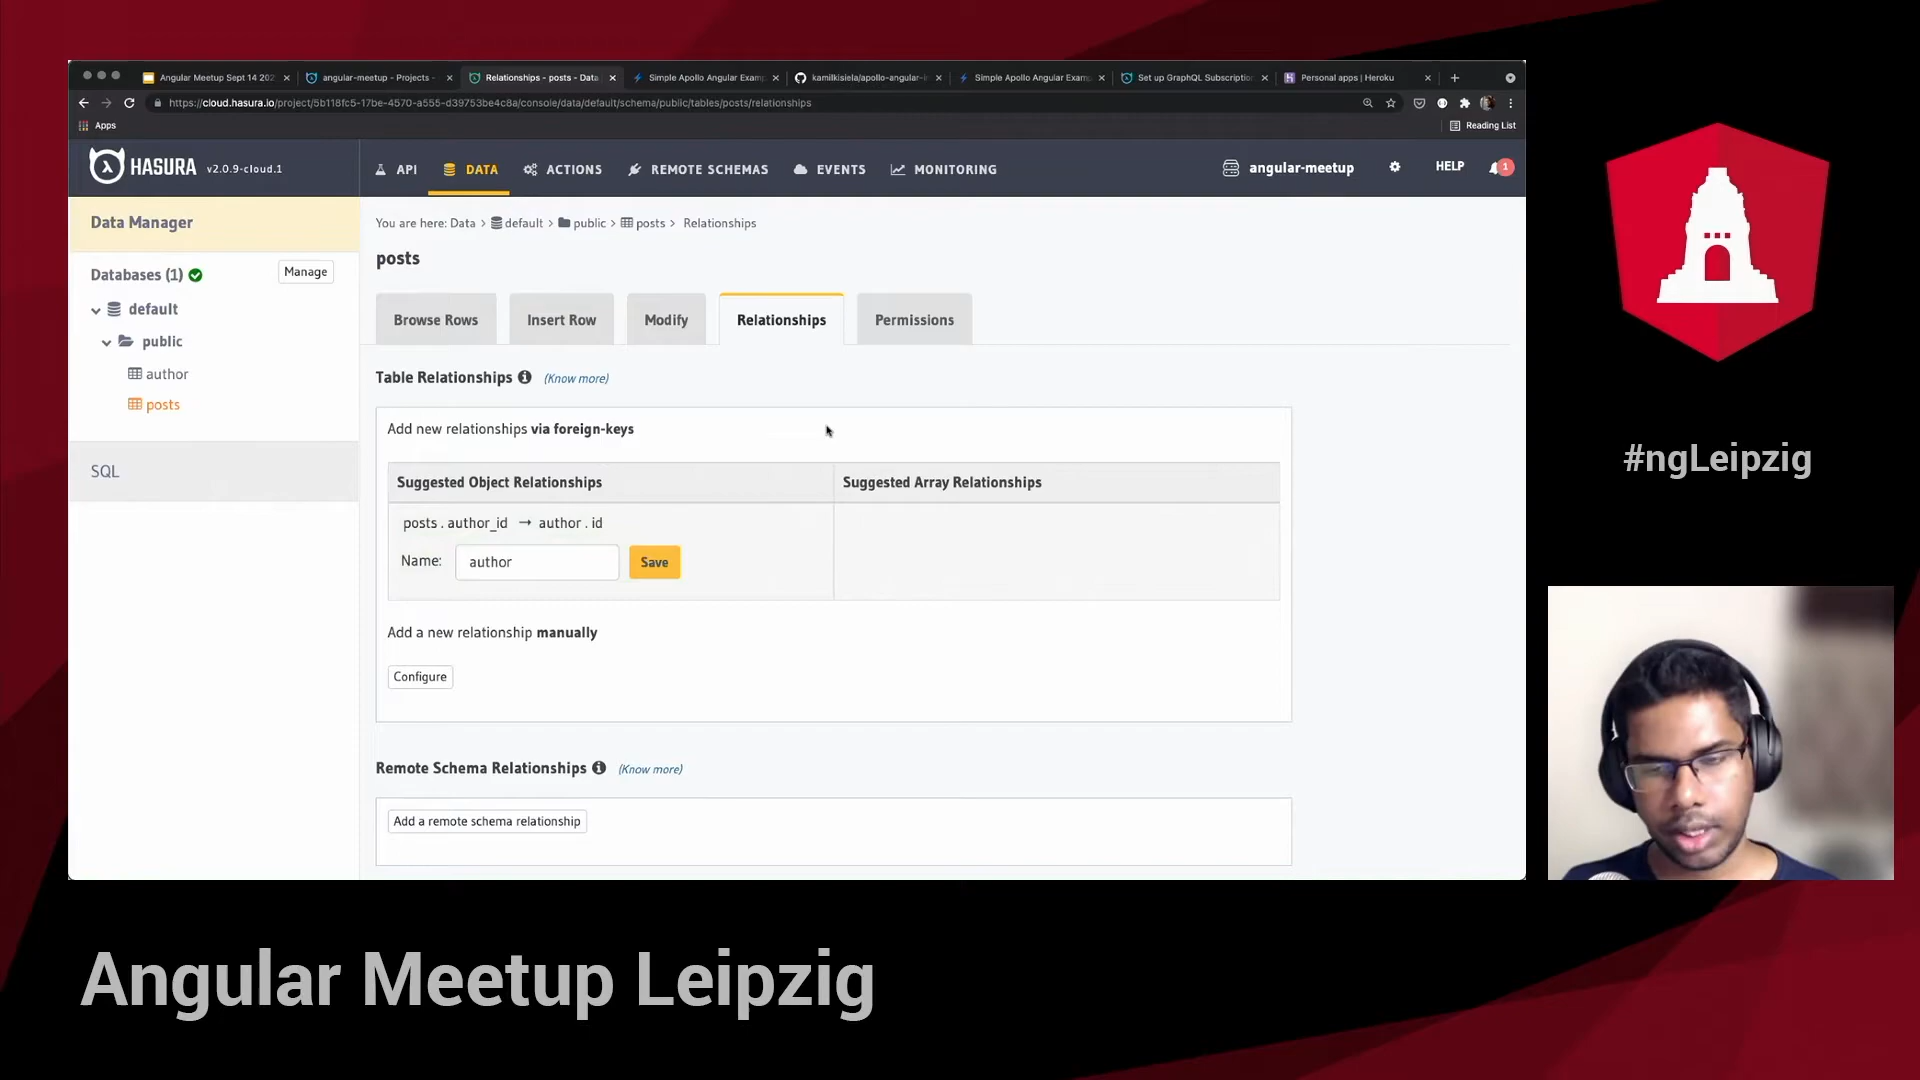 Angular Meetup Sept 14 202
angular-meetup - Projects -
Relationships - posts - Data
Simple Apollo Angular Exam
kamilkisiela/apollo-angular-i
Simple Apollo Angular Exam
Set up GraphQL Subscriptio
Personal apps | Heroku
https://cloud.hasura.io/project/5b118fc5-17be-4570-a555-d39753be4c8a/console/data/default/schema/public/tables/posts/relationships
Apps
Reading List
HASURA v2.0.9-cloud.1
API
DATA
ACTIONS
REMOTE SCHEMAS
EVENTS
MONITORING
angular-meetup
HELP
1
Data Manager
Databases (1)
Manage
default
public
author
posts
SQL
You are here: Data > default > public > posts > Relationships
posts
Browse Rows
Insert Row
Modify
Relationships
Permissions
Table Relationships (Know more)
Add new relationships via foreign-keys
Suggested Object Relationships
Suggested Array Relationships
posts . author_id → author . id
Name: author Save
Add a new relationship manually
Configure
Remote Schema Relationships (Know more)
Add a remote schema relationship
#ngLeipzig
Angular Meetup Leipzig